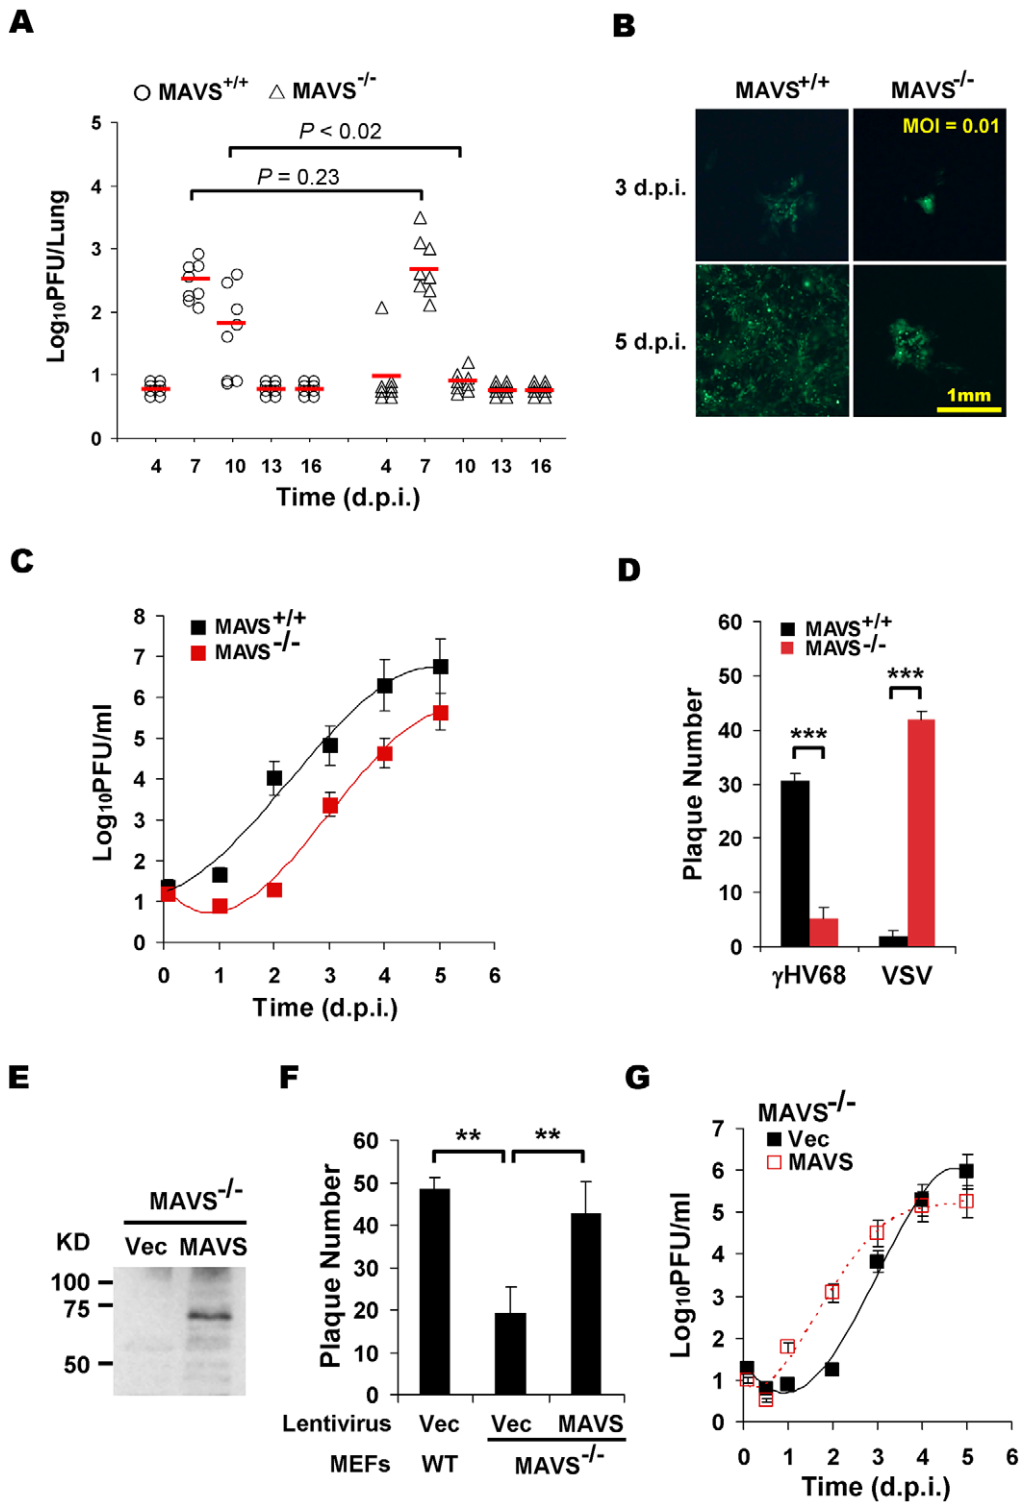 A
MAVS+/+ MAVS-/-
P < 0.02
P = 0.23
5
4
3
2
1
0
Log10PFU/Lung
4 7 10 13 16 4 7 10 13 16
Time (d.p.i.)
B
MAVS+/+ MAVS-/-
MOI = 0.01
3 d.p.i.
5 d.p.i.
1mm
C
MAVS+/+
MAVS-/-
8
7
6
5
4
3
2
1
0
Log10PFU/ml
0 1 2 3 4 5 6
Time (d.p.i.)
D
MAVS+/+
MAVS-/-
60
50
40
30
20
10
0
Plaque Number
***
***
γHV68 VSV
E
MAVS-/-
KD Vec MAVS
100
75
50
F
60
50
40
30
20
10
0
Plaque Number
** **
Lentivirus Vec Vec MAVS
MEFs WT MAVS-/-
G
MAVS-/-
Vec
MAVS
7
6
5
4
3
2
1
0
Log10PFU/ml
0 1 2 3 4 5 6
Time (d.p.i.)